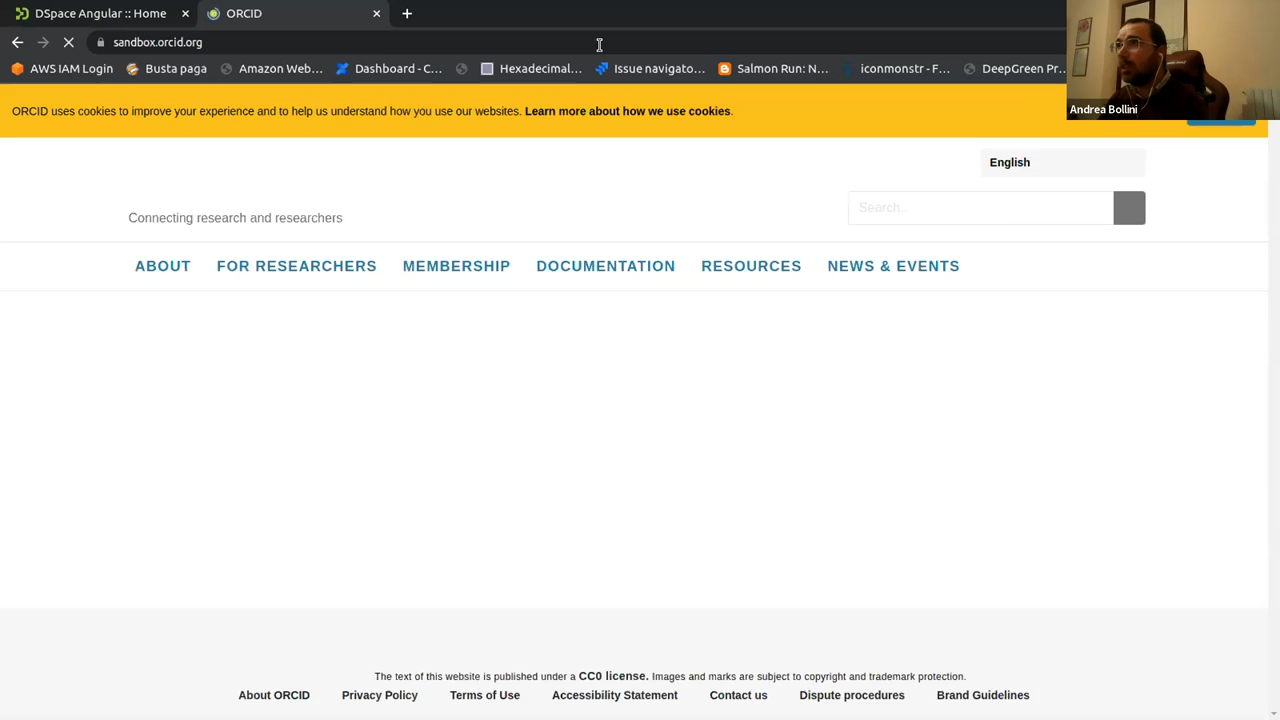 DSpace Angular :: Home
ORCID
sandbox.orcid.org
AWS IAM Login
Busta paga
Amazon Web...
Dashboard - C...
Hexadecimal...
Issue navigato...
Salmon Run: N...
iconmonstr - F...
DeepGreen Pr...
Andrea Bollini
ORCID uses cookies to improve your experience and to help us understand how you use our websites. Learn more about how we use cookies.
English
Search..
Connecting research and researchers
ABOUT FOR RESEARCHERS MEMBERSHIP DOCUMENTATION RESOURCES NEWS & EVENTS
The text of this website is published under a CC0 license. Images and marks are subject to copyright and trademark protection.
About ORCID Privacy Policy Terms of Use Accessibility Statement Contact us Dispute procedures Brand Guidelines